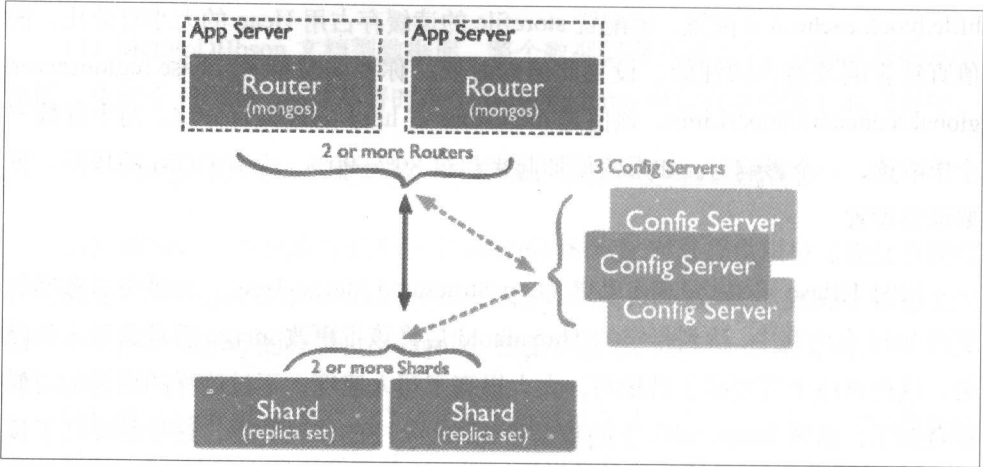 App Server
App Server
Router
(mongos)
Router
(mongos)
2 or more Routers
3 Config Servers
Config Server
Config Server
Config Server
2 or more Shards
Shard
(replica set)
Shard
(replica set)